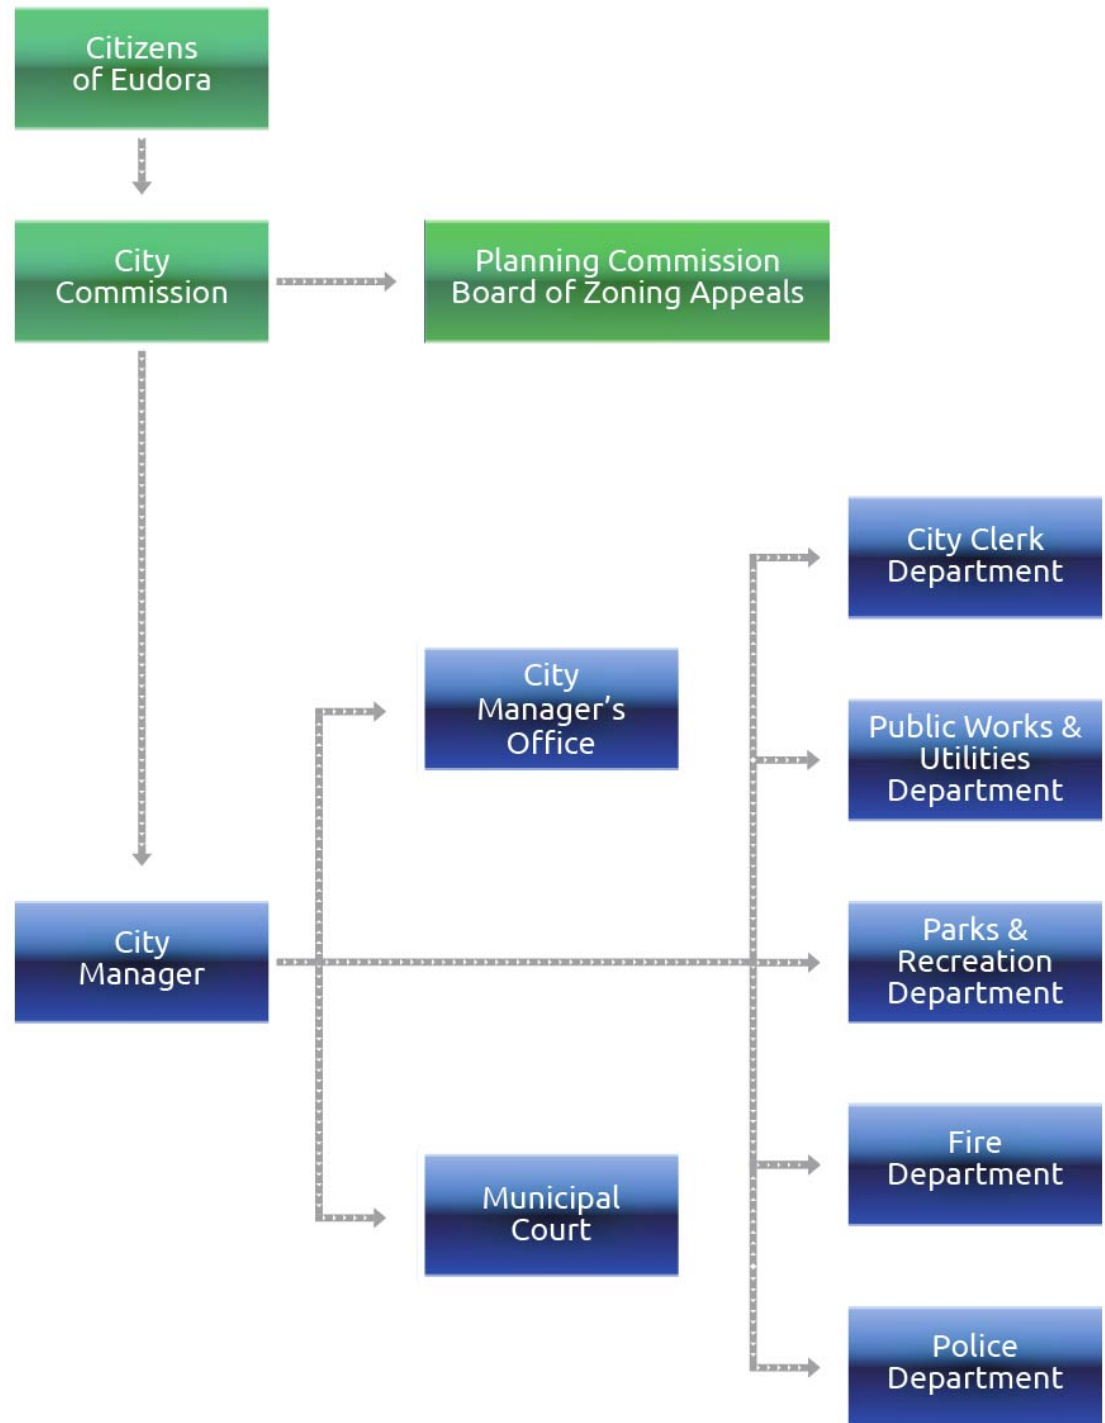 Citizens
of Eudora
City
Commission
Planning Commission
Board of Zoning Appeals
City Clerk
Department
City
Manager’s
Office
Public Works &
Utilities
Department
City
Manager
Parks &
Recreation
Department
Fire
Department
Municipal
Court
Police
Department